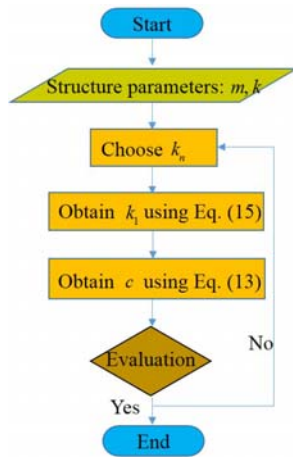 Start
Structure parameters: m, k
Choose kₙ
Obtain k₁ using Eq. (15)
Obtain c using Eq. (13)
Evaluation
No
Yes
End